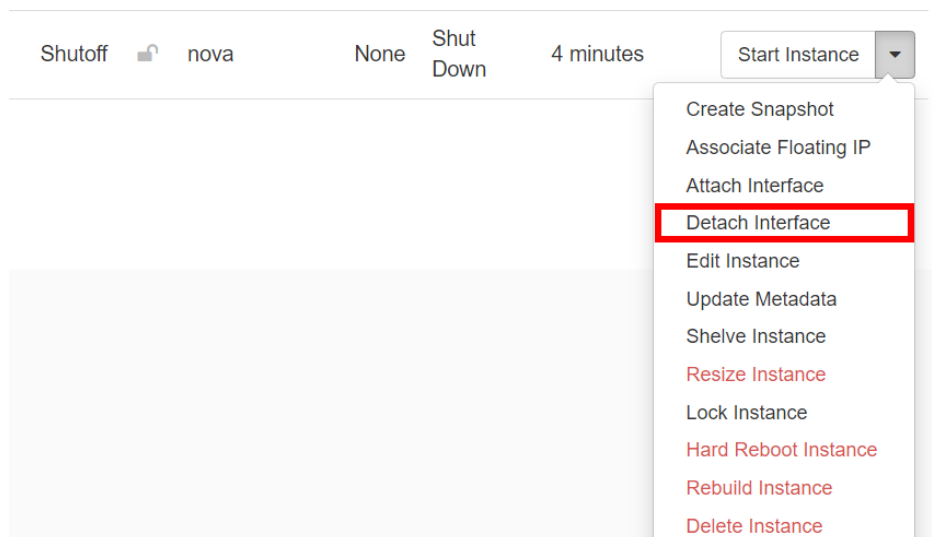 Shutoff nova None Shut Down 4 minutes Start Instance
Create Snapshot
Associate Floating IP
Attach Interface
Detach Interface
Edit Instance
Update Metadata
Shelve Instance
Resize Instance
Lock Instance
Hard Reboot Instance
Rebuild Instance
Delete Instance